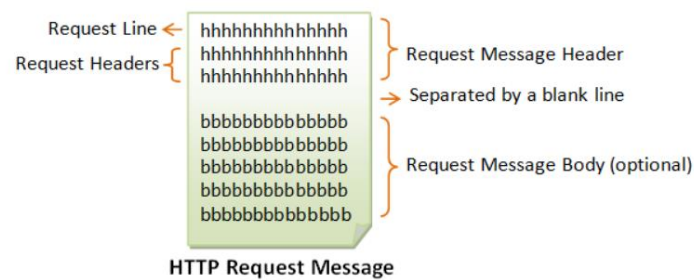 Request Line
hhhhhhhhhhhhhh
Request Headers
hhhhhhhhhhhhhh
hhhhhhhhhhhhhh
Request Message Header
Separated by a blank line
bbbbbbbbbbbbbb
bbbbbbbbbbbbbb
bbbbbbbbbbbbbb
bbbbbbbbbbbbbb
bbbbbbbbbbbbbb
Request Message Body (optional)
HTTP Request Message